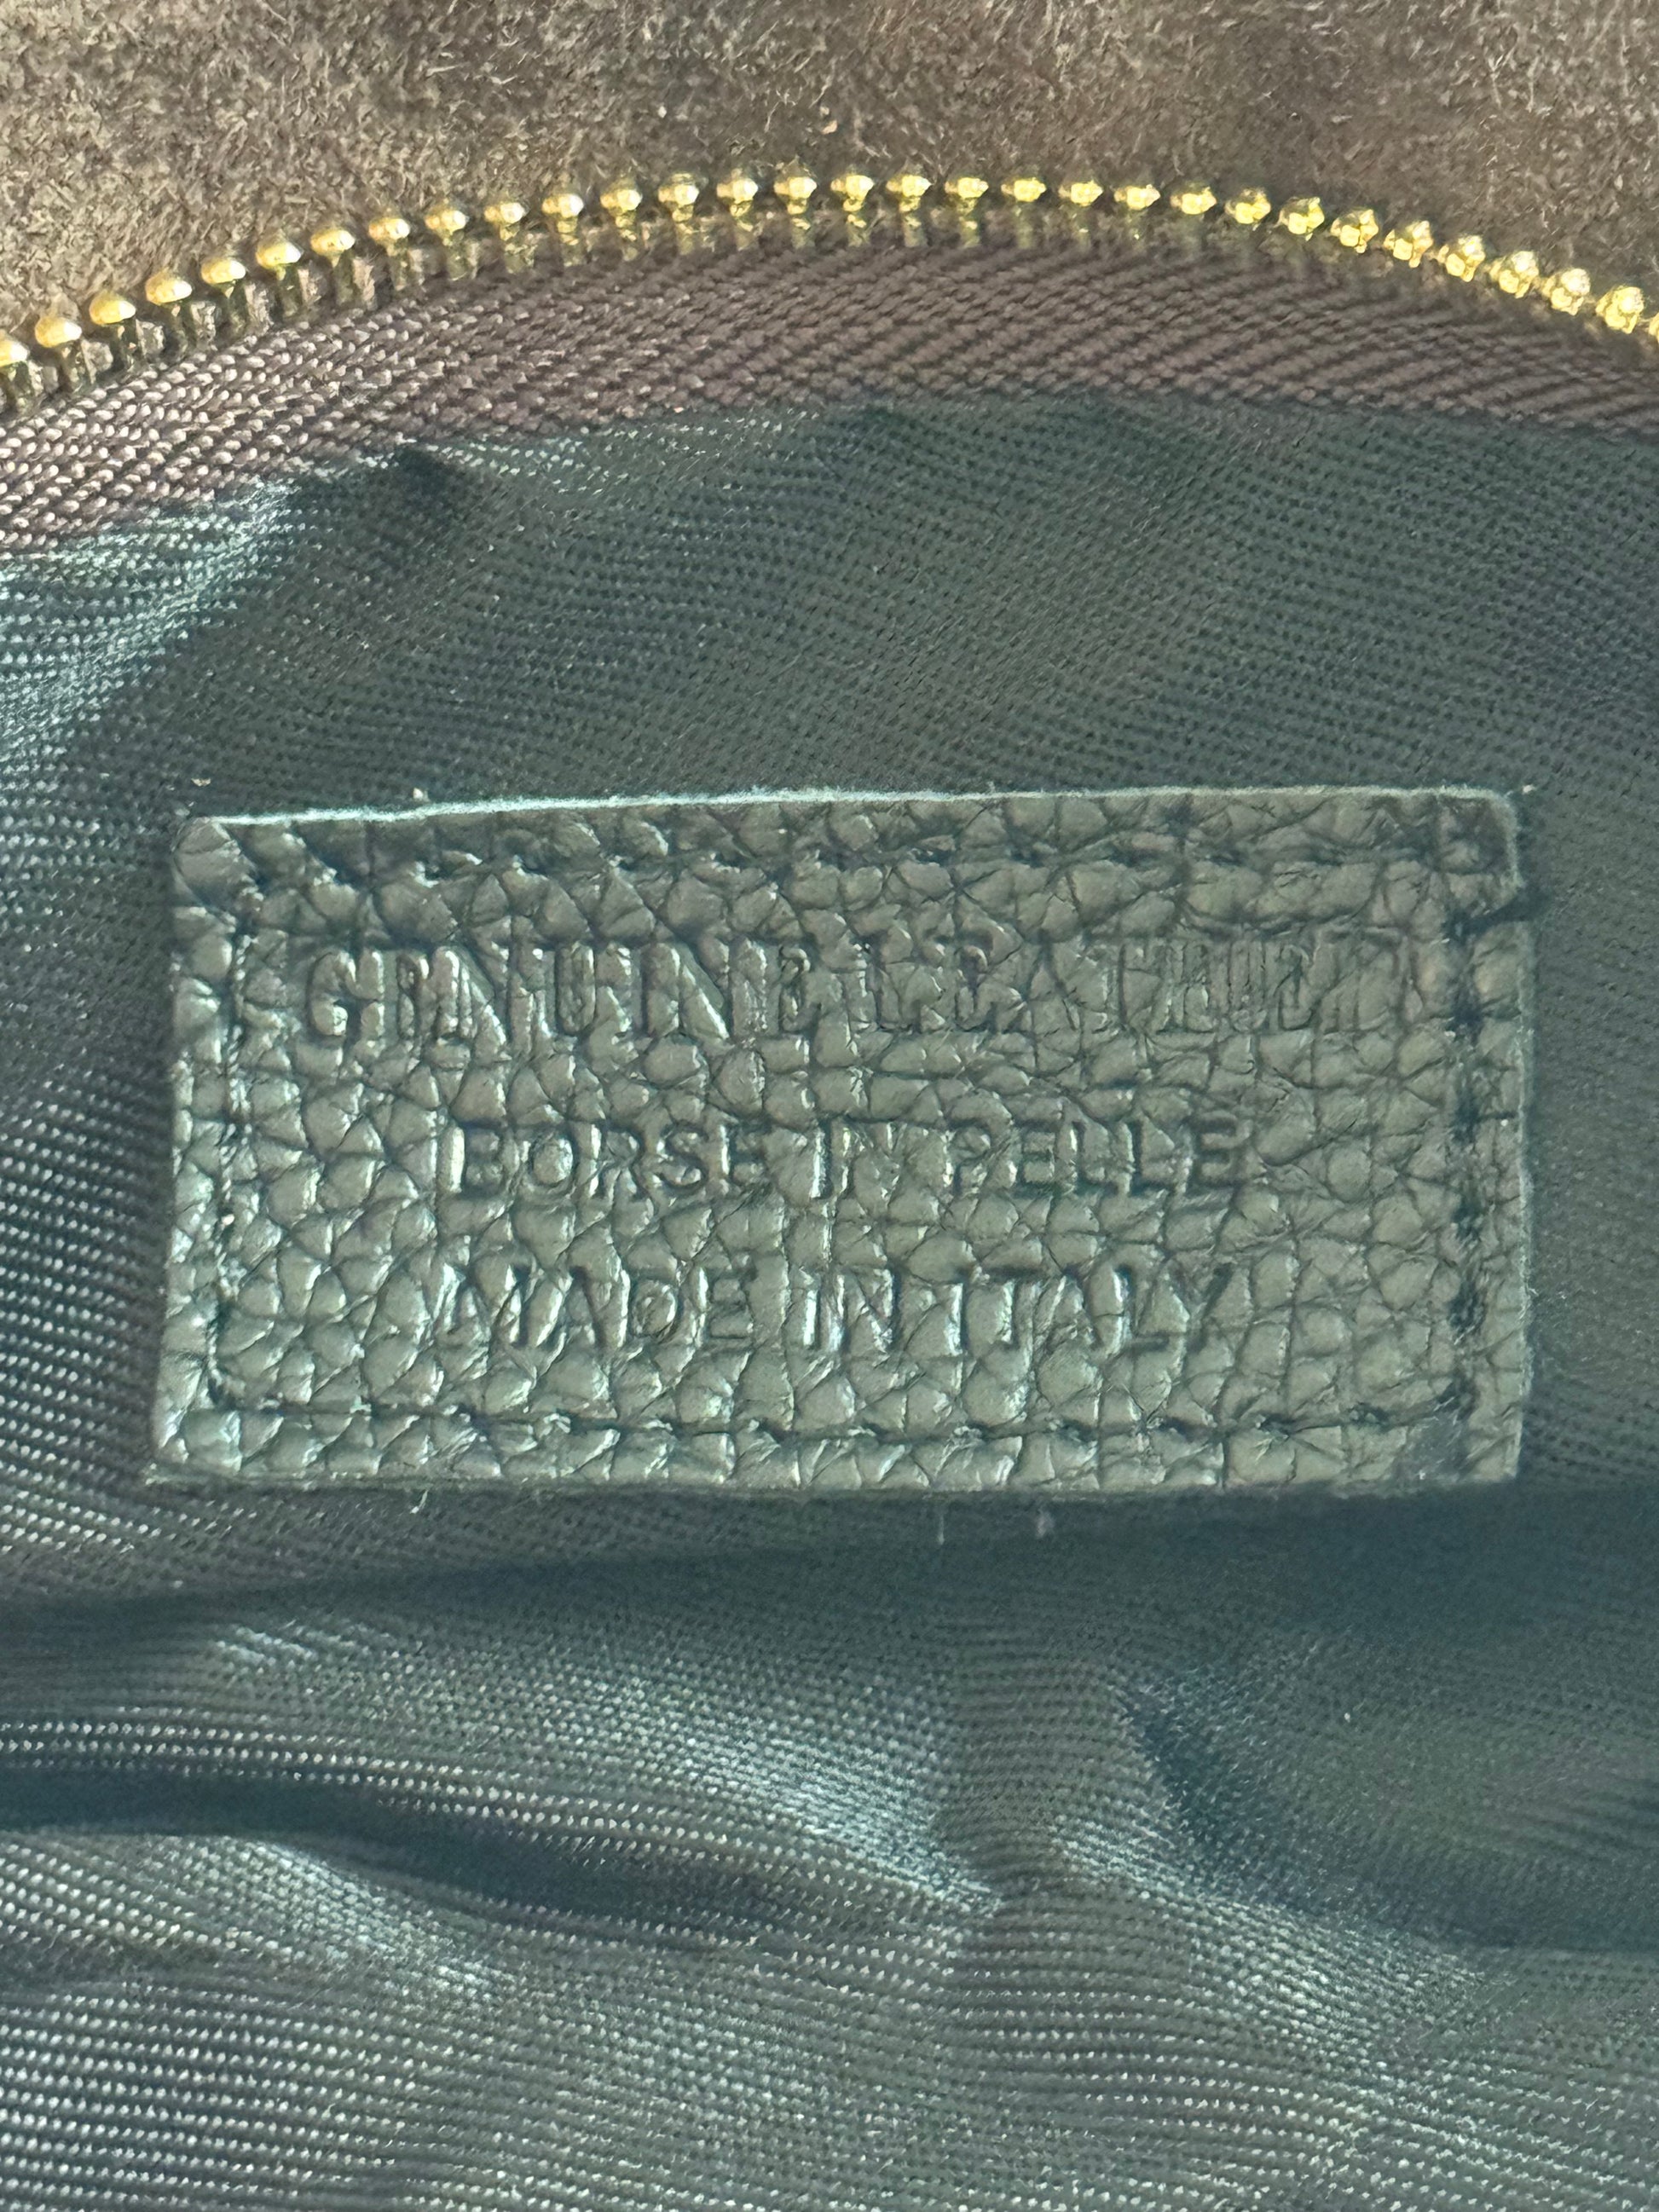 GENUINE LEATHER
BORSE IN PELLE
MADE IN ITALY